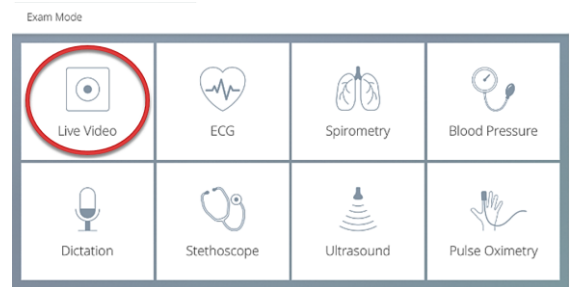 Exam Mode
Live Video
ECG
Spirometry
Blood Pressure
Dictation
Stethoscope
Ultrasound
Pulse Oximetry